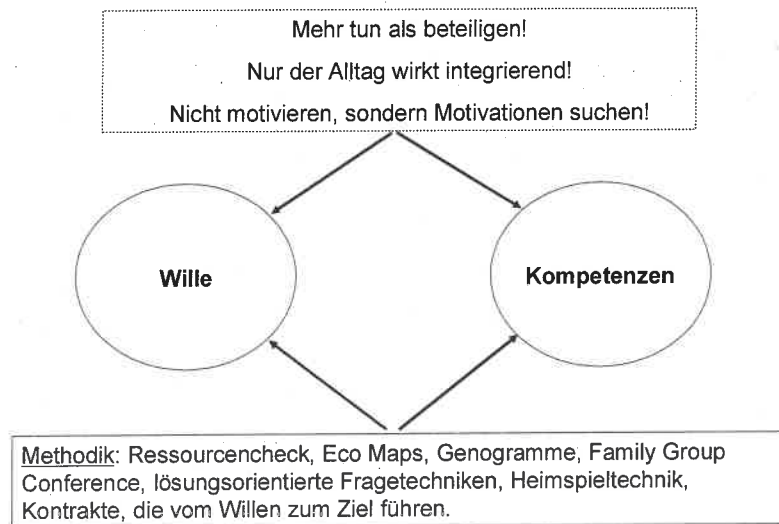 Mehr tun als beteiligen!
Nur der Alltag wirkt integrierend!
Nicht motivieren, sondern Motivationen suchen!
Wille
Kompetenzen
Methodik: Ressourcencheck, Eco Maps, Genogramme, Family Group
Conference, lösungsorientierte Fragetechniken, Heimspieltechnik,
Kontrakte, die vom Willen zum Ziel führen.